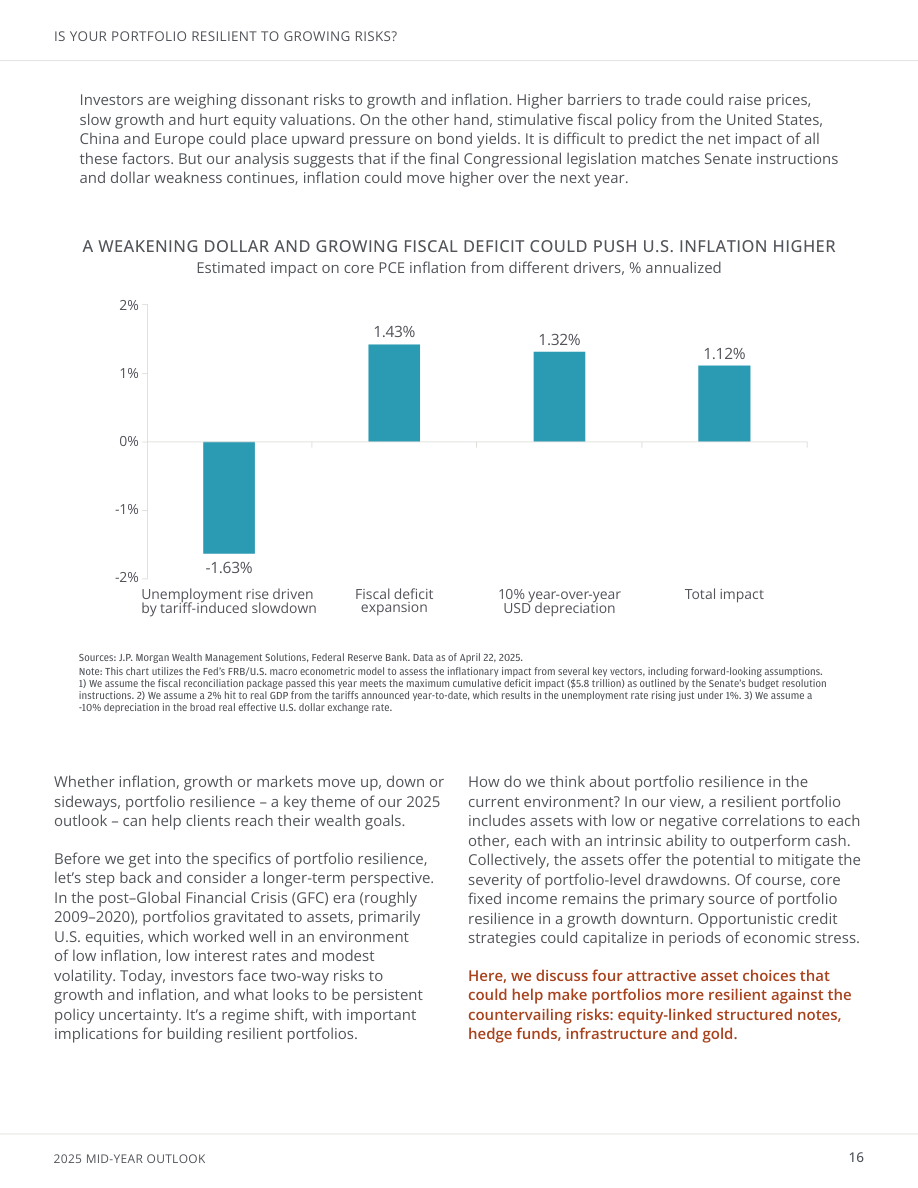 IS YOUR PORTFOLIO RESILIENT TO GROWING RISKS?
Investors are weighing dissonant risks to growth and inflation. Higher barriers to trade could raise prices,
slow growth and hurt equity valuations. On the other hand, stimulative fiscal policy from the United States,
China and Europe could place upward pressure on bond yields. It is difficult to predict the net impact of all
these factors. But our analysis suggests that if the final Congressional legislation matches Senate instructions
and dollar weakness continues, inflation could move higher over the next year.
A WEAKENING DOLLAR AND GROWING FISCAL DEFICIT COULD PUSH U.S. INFLATION HIGHER
Estimated impact on core PCE inflation from different drivers, % annualized
2%
1%
0%
-1%
-2%
-1.63%
1.43%
1.32%
1.12%
Unemployment rise driven
by tariff-induced slowdown
Fiscal deficit
expansion
10% year-over-year
USD depreciation
Total impact
Sources: J.P. Morgan Wealth Management Solutions, Federal Reserve Bank. Data as of April 22, 2025.
Note: This chart utilizes the Fed's FRB/U.S. macro econometric model to assess the inflationary impact from several key vectors, including forward-looking assumptions.
1) We assume the fiscal reconciliation package passed this year meets the maximum cumulative deficit impact ($5.8 trillion) as outlined by the Senate's budget resolution
instructions. 2) We assume a 2% hit to real GDP from the tariffs announced year-to-date, which results in the unemployment rate rising just under 1%. 3) We assume a
-10% depreciation in the broad real effective U.S. dollar exchange rate.
Whether inflation, growth or markets move up, down or
sideways, portfolio resilience – a key theme of our 2025
outlook – can help clients reach their wealth goals.
Before we get into the specifics of portfolio resilience,
let's step back and consider a longer-term perspective.
In the post–Global Financial Crisis (GFC) era (roughly
2009–2020), portfolios gravitated to assets, primarily
U.S. equities, which worked well in an environment
of low inflation, low interest rates and modest
volatility. Today, investors face two-way risks to
growth and inflation, and what looks to be persistent
policy uncertainty. It's a regime shift, with important
implications for building resilient portfolios.
How do we think about portfolio resilience in the
current environment? In our view, a resilient portfolio
includes assets with low or negative correlations to each
other, each with an intrinsic ability to outperform cash.
Collectively, the assets offer the potential to mitigate the
severity of portfolio-level drawdowns. Of course, core
fixed income remains the primary source of portfolio
resilience in a growth downturn. Opportunistic credit
strategies could capitalize in periods of economic stress.
Here, we discuss four attractive asset choices that
could help make portfolios more resilient against the
countervailing risks: equity-linked structured notes,
hedge funds, infrastructure and gold.
2025 MID-YEAR OUTLOOK
16